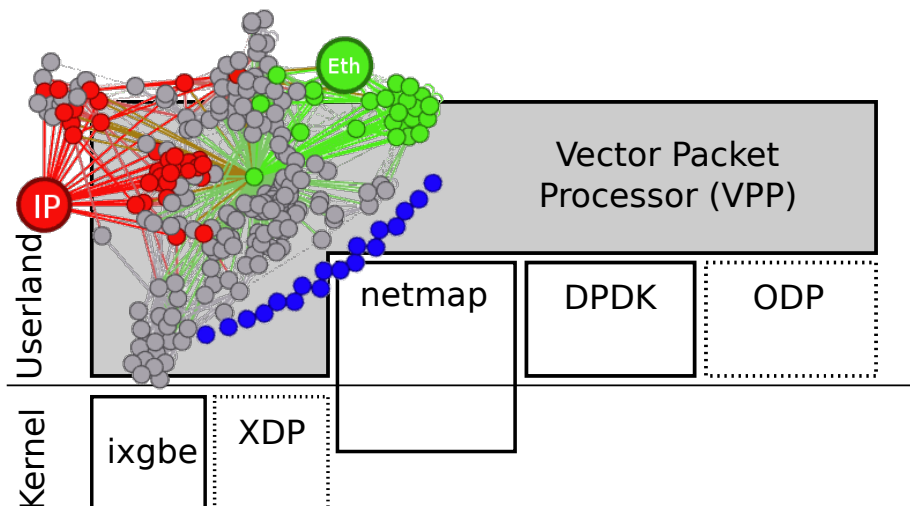 Eth
Vector Packet
Processor (VPP)
IP
Userland
netmap
DPDK
ODP
Kernel
ixgbe
XDP